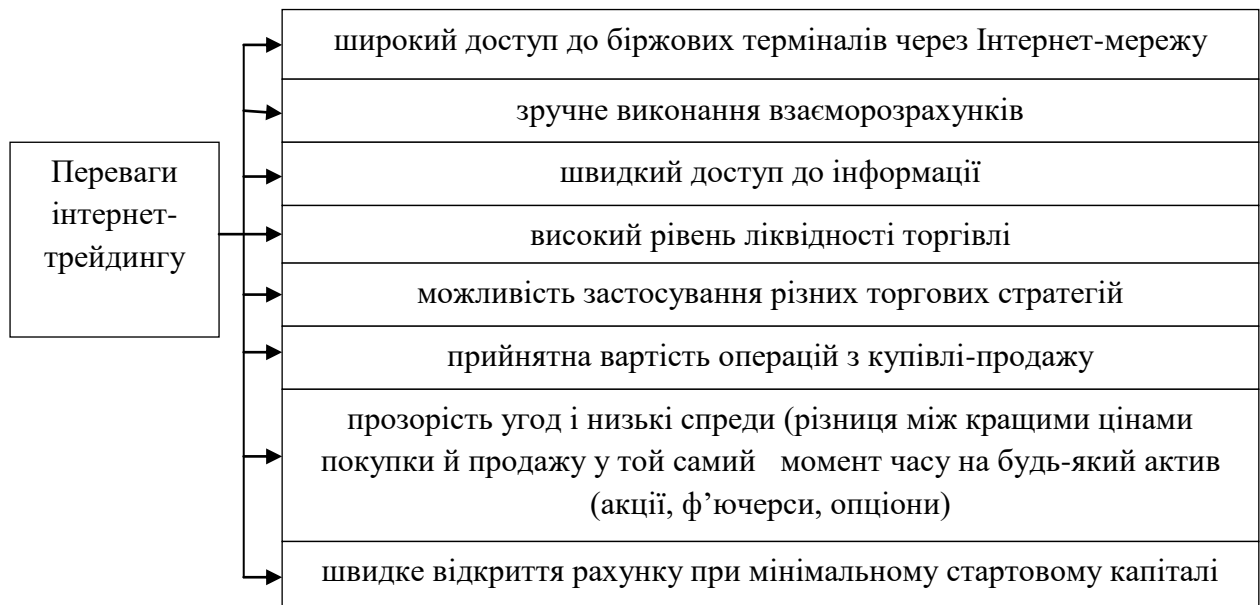 Переваги
інтернет-
трейдингу
широкий доступ до біржових терміналів через Інтернет-мережу
зручне виконання взаєморозрахунків
швидкий доступ до інформації
високий рівень ліквідності торгівлі
можливість застосування різних торгових стратегій
прийнятна вартість операцій з купівлі-продажу
прозорість угод і низькі спреди (різниця між кращими цінами
покупки й продажу у той самий момент часу на будь-який актив
(акції, ф’ючерси, опціони)
швидке відкриття рахунку при мінімальному стартовому капіталі